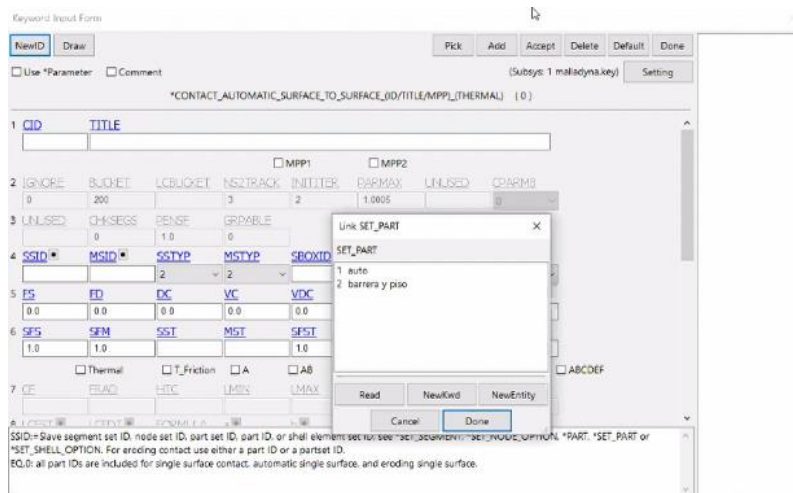 Keyword Input Form
NewID Draw Pick Add Accept Delete Default Done
Use *Parameter Comment (Subsys: 1 malladyna.key) Setting
*CONTACT_AUTOMATIC_SURFACE_TO_SURFACE_(ID/TITLE/MPP)_(THERMAL) (0)
1 CID TITLE
MPP1 MPP2
2 IGNORE BUCKET LCBUCKET NS2TRACK INITITER PARMAX UNUSED CPARM8
0 200 3 2 1.0005 0
3 UNUSED CHKSEGS PENSF GRPABLE
0 1.0 0
4 SSID MSID SSTYP MSTYP SBOXID
2 2
5 FS FD DC VC VDC
0.0 0.0 0.0 0.0 0.0
6 SFS SFM SST MST SFST
1.0 1.0 1.0
Thermal T_Friction A AB ABCDEF
7 CF FRAD HTC LMIN LMAX
8 LCFST LCFDT FORMULA a b
Link SET_PART
SET_PART
1 auto
2 barrera y piso
Read NewKwd NewEntity
Cancel Done
SSID:=Slave segment set ID, node set ID, part set ID, part ID, or shell element set ID; see *SET_SEGMENT, *SET_NODE_OPTION, *PART, *SET_PART or
*SET_SHELL_OPTION. For eroding contact use either a part ID or a partset ID.
EQ.0: all part IDs are included for single surface contact, automatic single surface, and eroding single surface.